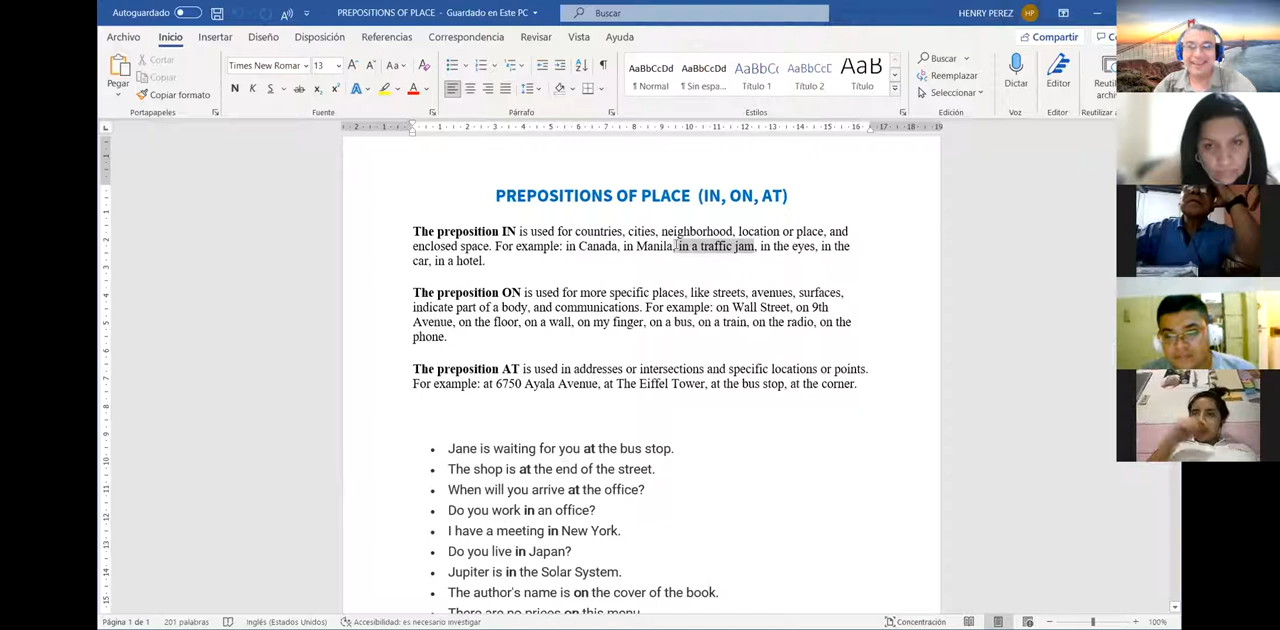 Autoguardado
PREPOSITIONS OF PLACE - Guardado en Este PC
Buscar
HENRY PEREZ
HP
Archivo Inicio Insertar Diseño Disposición Referencias Correspondencia Revisar Vista Ayuda
Compartir
Pegar
Cortar
Copiar
Copiar formato
Portapapeles
Times New Roman 13
N K S
Fuente
Párrafo
AaBbCcDd AaBbCcDd AaBbCc AaBbCcD AaB
¶ Normal ¶ Sin espa... Título 1 Título 2 Título
Estilos
Buscar
Reemplazar
Seleccionar
Edición
Dictar
Voz
Editor
Editor
Reutilizar a
PREPOSITIONS OF PLACE (IN, ON, AT)
The preposition IN is used for countries, cities, neighborhood, location or place, and
enclosed space. For example: in Canada, in Manila, in a traffic jam, in the eyes, in the
car, in a hotel.
The preposition ON is used for more specific places, like streets, avenues, surfaces,
indicate part of a body, and communications. For example: on Wall Street, on 9th
Avenue, on the floor, on a wall, on my finger, on a bus, on a train, on the radio, on the
phone.
The preposition AT is used in addresses or intersections and specific locations or points.
For example: at 6750 Ayala Avenue, at The Eiffel Tower, at the bus stop, at the corner.
• Jane is waiting for you at the bus stop.
• The shop is at the end of the street.
• When will you arrive at the office?
• Do you work in an office?
• I have a meeting in New York.
• Do you live in Japan?
• Jupiter is in the Solar System.
• The author's name is on the cover of the book.
There are no prices on this menu
Página 1 de 1 201 palabras Inglés (Estados Unidos) Accesibilidad: es necesario investigar
Concentración
100%